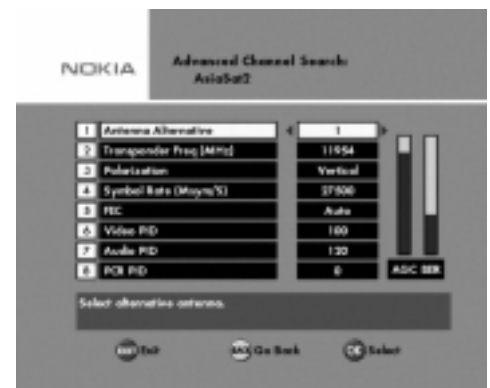 NOKIA
Advanced Channel Search:
AsiaSat2
1 Antenna Alternative 1
2 Transponder Freq (MHz) 11954
3 Polarization Vertical
4 Symbol Rate (Msym/S) 27500
5 FEC Auto
6 Video PID 100
7 Audio PID 120
8 PCR PID 0
AGC BER
Select alternative antenna.
Exit Go Back OK Select